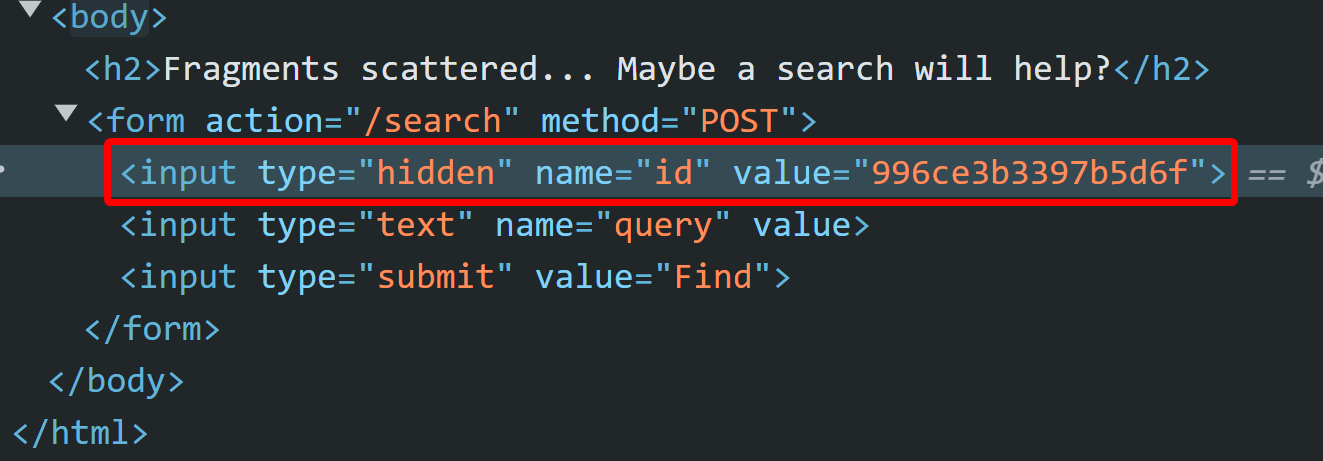 <body>
<h2>Fragments scattered... Maybe a search will help?</h2>
<form action="/search" method="POST">
<input type="hidden" name="id" value="996ce3b3397b5d6f"> == $
<input type="text" name="query" value>
<input type="submit" value="Find">
</form>
</body>
</html>